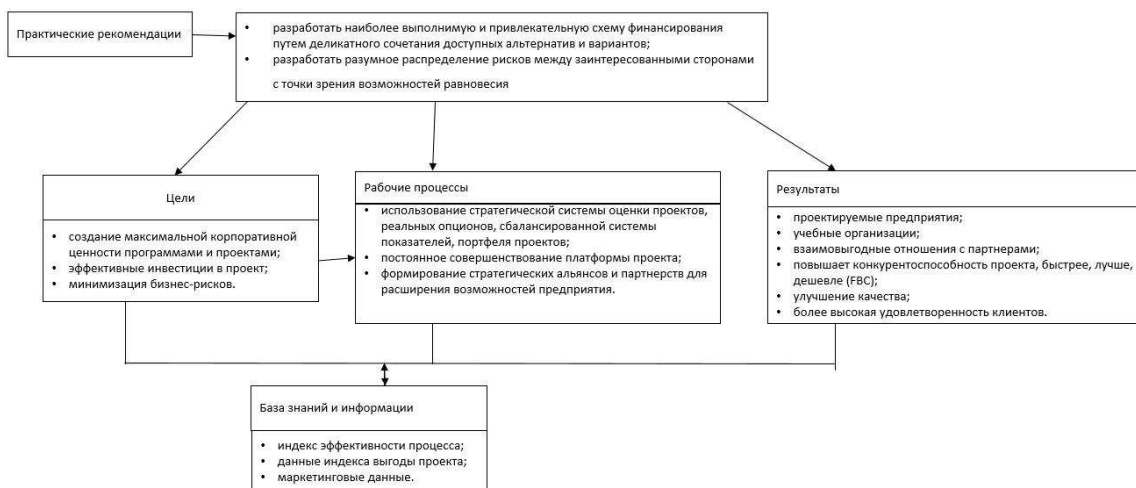 Практические рекомендации
• разработать наиболее выполнимую и привлекательную схему финансирования
путем деликатного сочетания доступных альтернатив и вариантов;
• разработать разумное распределение рисков между заинтересованными сторонами
с точки зрения возможностей равновесия
Цели
• создание максимальной корпоративной
ценности программами и проектами;
• эффективные инвестиции в проект;
• минимизация бизнес-рисков.
Рабочие процессы
• использование стратегической системы оценки проектов,
реальных опционов, сбалансированной системы
показателей, портфеля проектов;
• постоянное совершенствование платформы проекта;
• формирование стратегических альянсов и партнерств для
расширения возможностей предприятия.
Результаты
• проектируемые предприятия;
• учебные организации;
• взаимовыгодные отношения с партнерами;
• повышает конкурентоспособность проекта, быстрее, лучше,
дешевле (FBC);
• улучшение качества;
• более высокая удовлетворенность клиентов.
База знаний и информации
• индекс эффективности процесса;
• данные индекса выгоды проекта;
• маркетинговые данные.